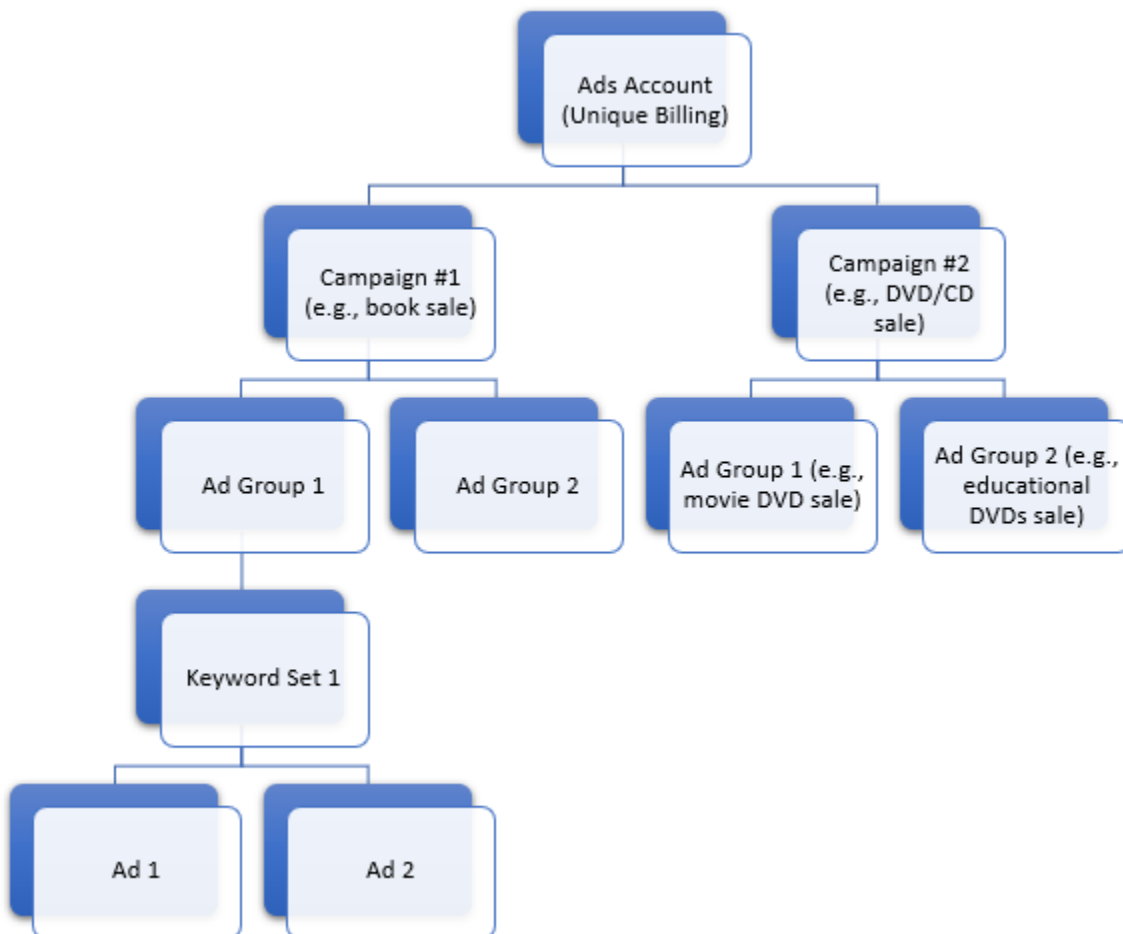 Ads Account
(Unique Billing)
Campaign #1
(e.g., book sale)
Campaign #2
(e.g., DVD/CD
sale)
Ad Group 1
Ad Group 2
Ad Group 1 (e.g.,
movie DVD sale)
Ad Group 2 (e.g.,
educational
DVDs sale)
Keyword Set 1
Ad 1
Ad 2